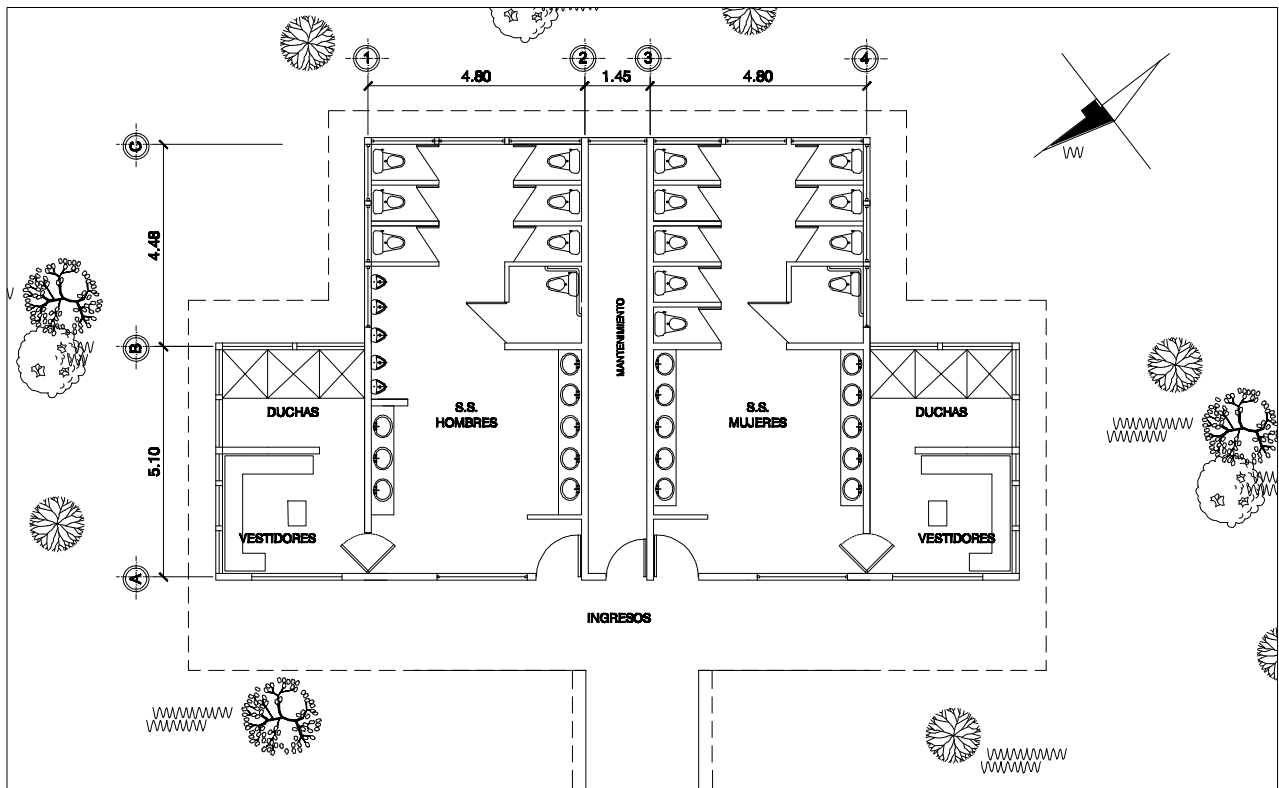 1
2
3
4
4.80
1.45
4.80
C
4.48
B
5.10
A
MANTENIMIENTO
DUCHAS
S.S.
HOMBRES
S.S.
MUJERES
DUCHAS
VESTIDORES
VESTIDORES
INGRESOS